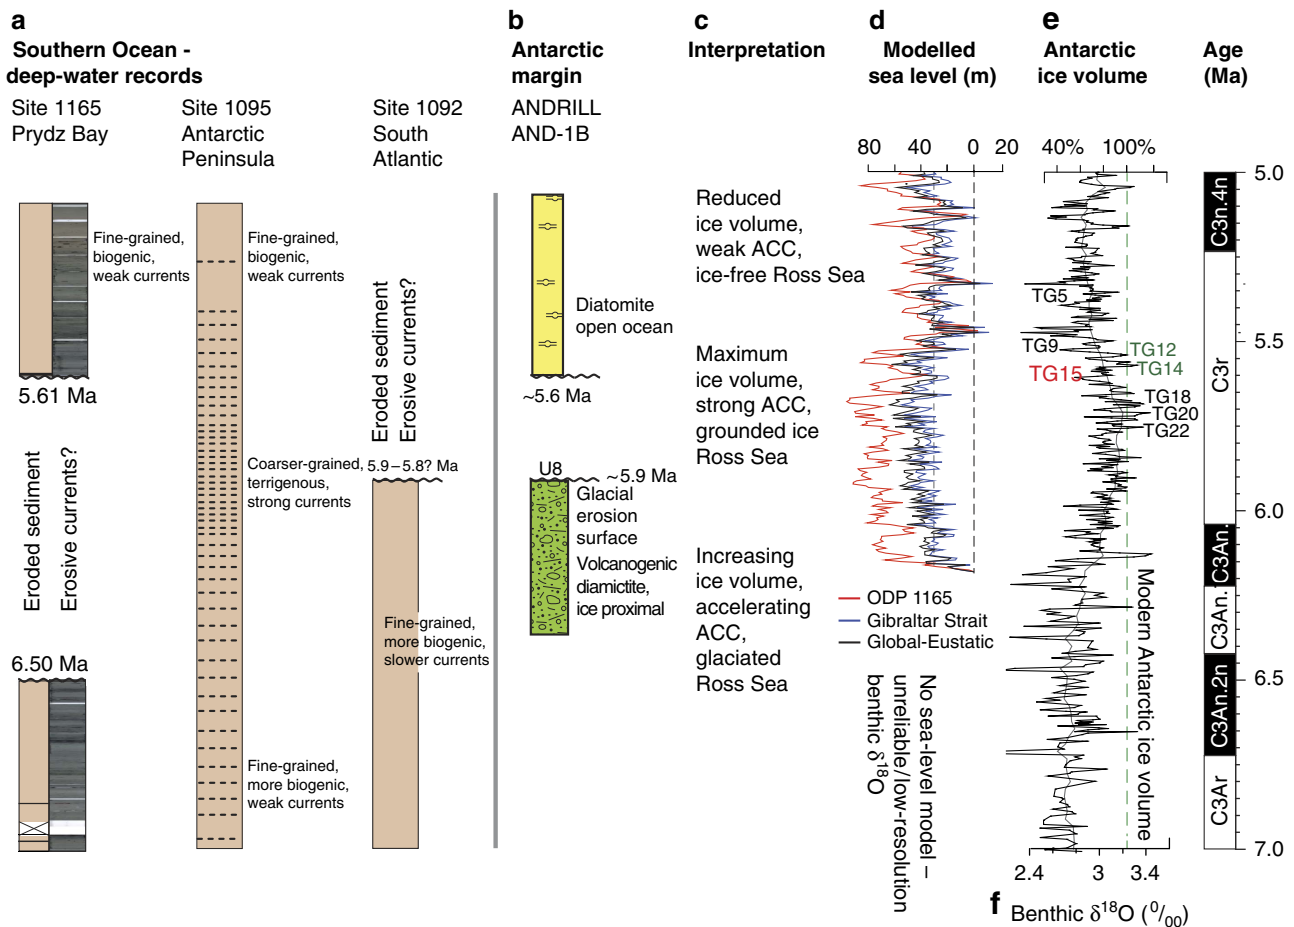 a
Southern Ocean -
deep-water records
Site 1165
Prydz Bay
Site 1095
Antarctic
Peninsula
Site 1092
South
Atlantic
Fine-grained,
biogenic,
weak currents
Fine-grained,
biogenic,
weak currents
5.61 Ma
Eroded sediment
Erosive currents?
6.50 Ma
Coarser-grained,
terrigenous,
strong currents
Fine-grained,
more biogenic,
weak currents
Eroded sediment
Erosive currents?
5.9–5.8? Ma
Fine-grained,
more biogenic,
slower currents
b
Antarctic
margin
ANDRILL
AND-1B
Diatomite
open ocean
~5.6 Ma
U8
~5.9 Ma
Glacial
erosion
surface
Volcanogenic
diamictite,
ice proximal
c
Interpretation
Reduced
ice volume,
weak ACC,
ice-free Ross Sea
Maximum
ice volume,
strong ACC,
grounded ice
Ross Sea
Increasing
ice volume,
accelerating
ACC,
glaciated
Ross Sea
d
Modelled
sea level (m)
80 40 0 20
ODP 1165
Gibraltar Strait
Global-Eustatic
No sea-level model –
unreliable/low-resolution
benthic δ18O
e
Antarctic
ice volume
40% 100%
TG5
TG9
TG12
TG14
TG15
TG18
TG20
TG22
Modern Antarctic ice volume
2.4 3 3.4
f Benthic δ18O (0/00)
Age
(Ma)
C3n.4n
C3r
C3An.
C3An.
C3An.2n
C3Ar
5.0
5.5
6.0
6.5
7.0